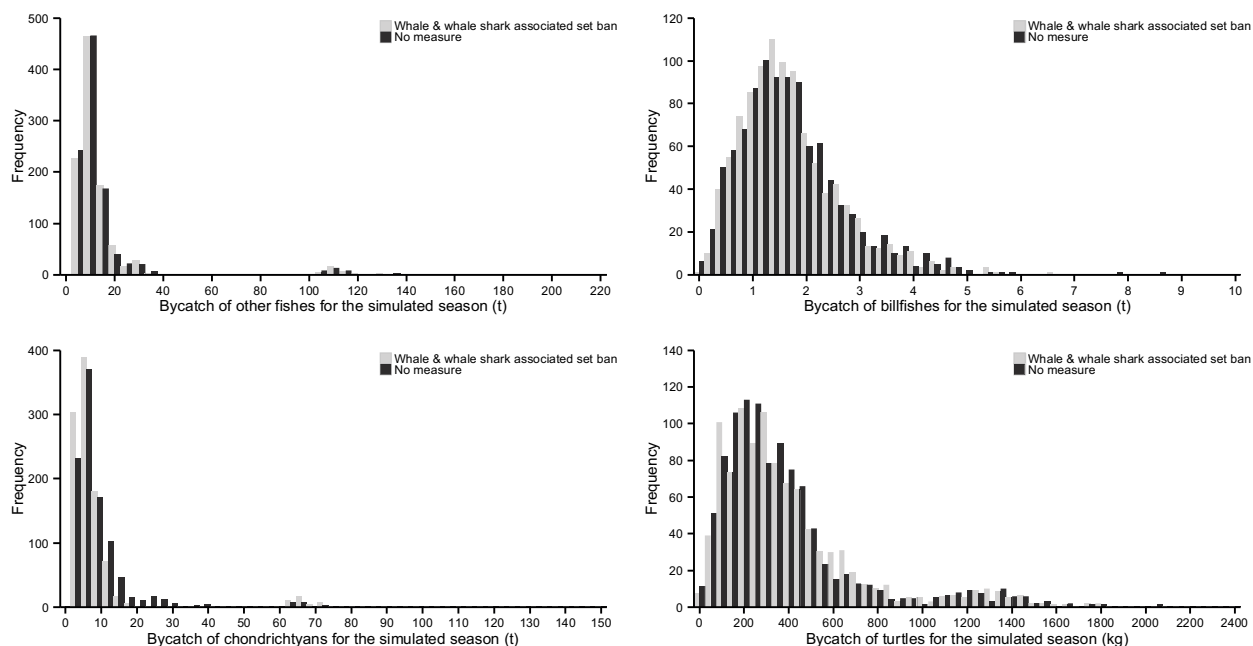 500
400
300
200
100
0
Frequency
Whale & whale shark associated set ban
No measure
0 20 40 60 80 100 120 140 160 180 200 220
Bycatch of other fishes for the simulated season (t)
120
100
80
60
40
20
0
Frequency
Whale & whale shark associated set ban
No mesure
0 1 2 3 4 5 6 7 8 9 10
Bycatch of billfishes for the simulated season (t)
400
300
200
100
0
Frequency
Whale & whale shark associated set ban
No measure
0 10 20 30 40 50 60 70 80 90 100 110 120 130 140 150
Bycatch of chondrichtyans for the simulated season (t)
140
120
100
80
60
40
20
0
Frequency
Whale & whale shark associated set ban
No measure
200 400 600 800 1000 1200 1400 1600 1800 2000 2200 2400
Bycatch of turtles for the simulated season (kg)